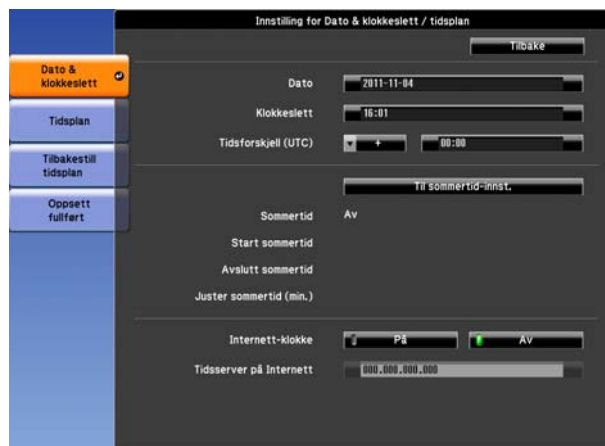 Innstilling for Dato & klokkeslett / tidsplan
Tilbake
Dato &
klokkeslett
Tidsplan
Tilbakestill
tidsplan
Oppsett
fullført
Dato 2011-11-04
Klokkeslett 16:01
Tidsforskjell (UTC) + 00:00
Til sommertid-innst.
Sommertid Av
Start sommertid
Avslutt sommertid
Juster sommertid (min.)
Internett-klokke På Av
Tidsserver på Internett 000.000.000.000